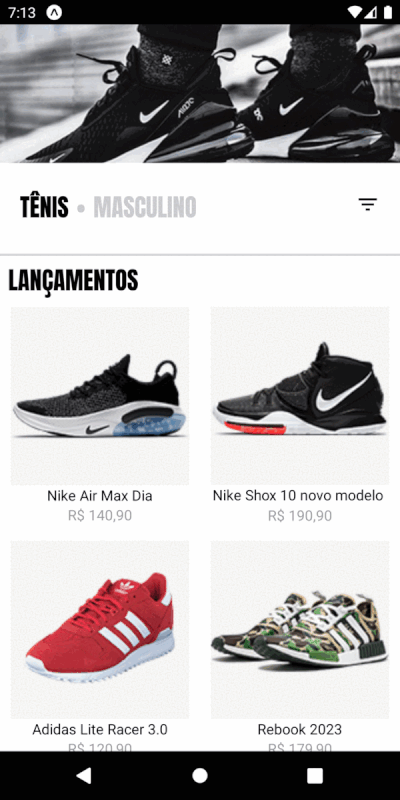 7:13
TÊNIS • MASCULINO
LANÇAMENTOS
Nike Air Max Dia
Nike Shox 10 novo modelo
R$ 140,90
R$ 190,90
Adidas Lite Racer 3.0
Rebook 2023
R$ 120,90
R$ 179,90